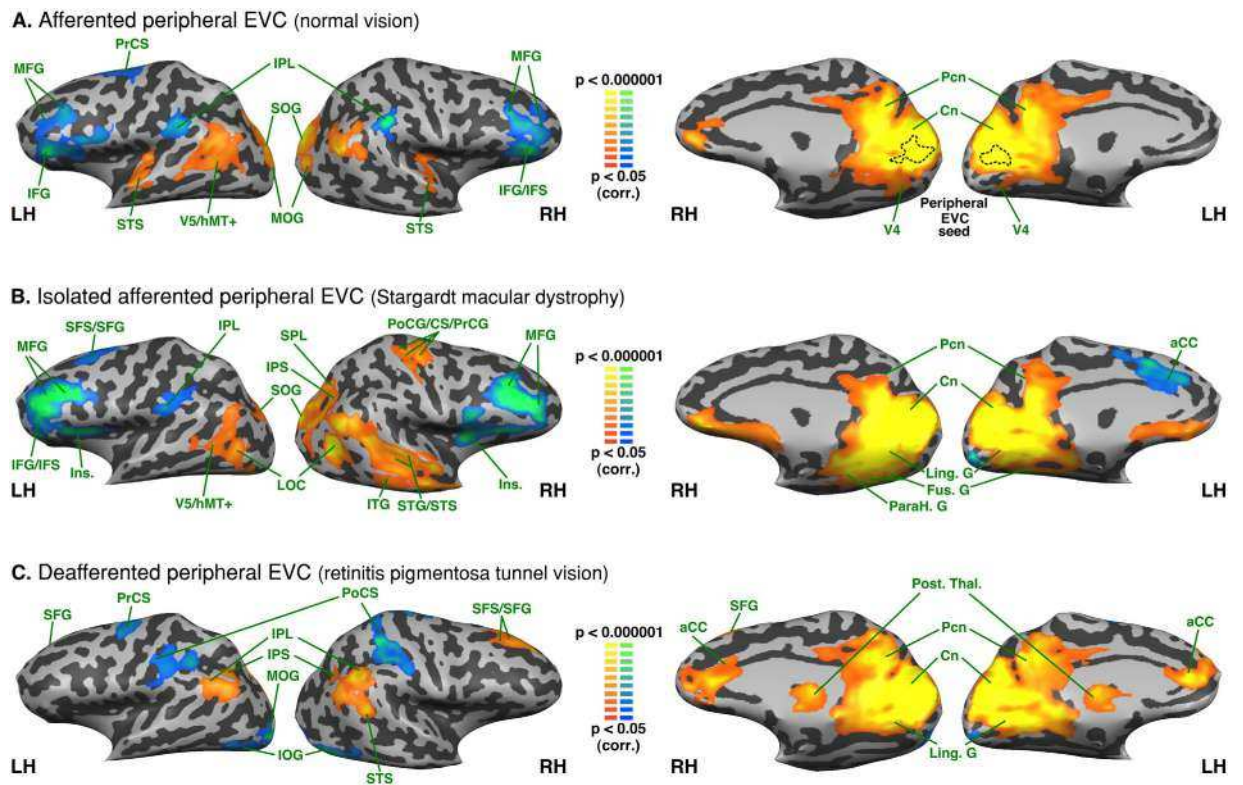 A. Afferented peripheral EVC (normal vision)
PrCS
MFG
IPL
MFG
SOG
IFG
STS
V5/hMT+
MOG
STS
IFG/IFS
LH
RH
p < 0.000001
p < 0.05
(corr.)
Pcn
Cn
V4
Peripheral
EVC
seed
V4
RH
LH
B. Isolated afferented peripheral EVC (Stargardt macular dystrophy)
SFS/SFG
IPL
SPL
PoCG/CS/PrCG
MFG
MFG
IPS
SOG
IFG/IFS
Ins.
V5/hMT+
LOC
ITG
STG/STS
Ins.
LH
RH
p < 0.000001
p < 0.05
(corr.)
Pcn
aCC
Cn
Ling. G
Fus. G
ParaH. G
RH
LH
C. Deafferented peripheral EVC (retinitis pigmentosa tunnel vision)
SFG
PrCS
PoCS
SFS/SFG
IPL
IPS
MOG
IOG
STS
LH
RH
p < 0.000001
p < 0.05
(corr.)
Post. Thal.
SFG
aCC
Pcn
aCC
Cn
Ling. G
RH
LH